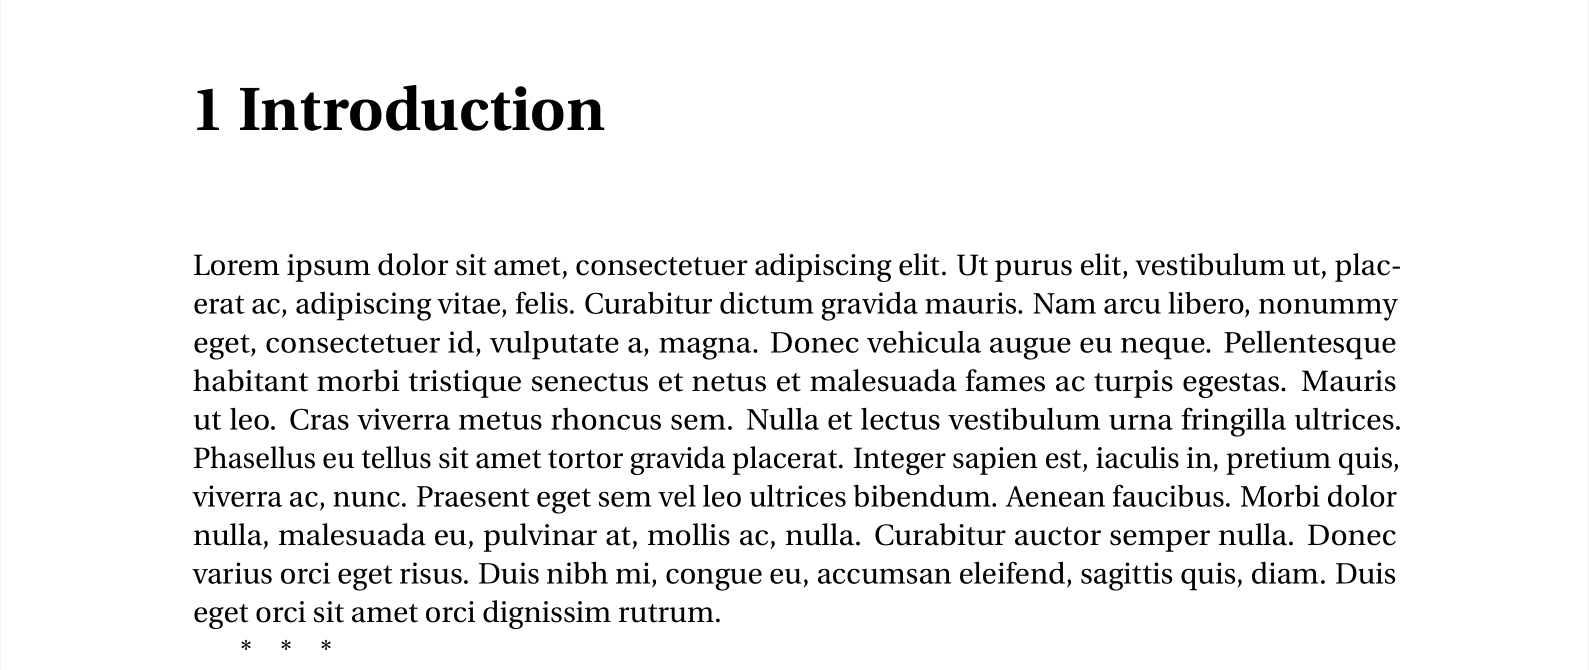 1 Introduction
Lorem ipsum dolor sit amet, consectetuer adipiscing elit. Ut purus elit, vestibulum ut, plac-
erat ac, adipiscing vitae, felis. Curabitur dictum gravida mauris. Nam arcu libero, nonummy
eget, consectetuer id, vulputate a, magna. Donec vehicula augue eu neque. Pellentesque
habitant morbi tristique senectus et netus et malesuada fames ac turpis egestas. Mauris
ut leo. Cras viverra metus rhoncus sem. Nulla et lectus vestibulum urna fringilla ultrices.
Phasellus eu tellus sit amet tortor gravida placerat. Integer sapien est, iaculis in, pretium quis,
viverra ac, nunc. Praesent eget sem vel leo ultrices bibendum. Aenean faucibus. Morbi dolor
nulla, malesuada eu, pulvinar at, mollis ac, nulla. Curabitur auctor semper nulla. Donec
varius orci eget risus. Duis nibh mi, congue eu, accumsan eleifend, sagittis quis, diam. Duis
eget orci sit amet orci dignissim rutrum.
* * *